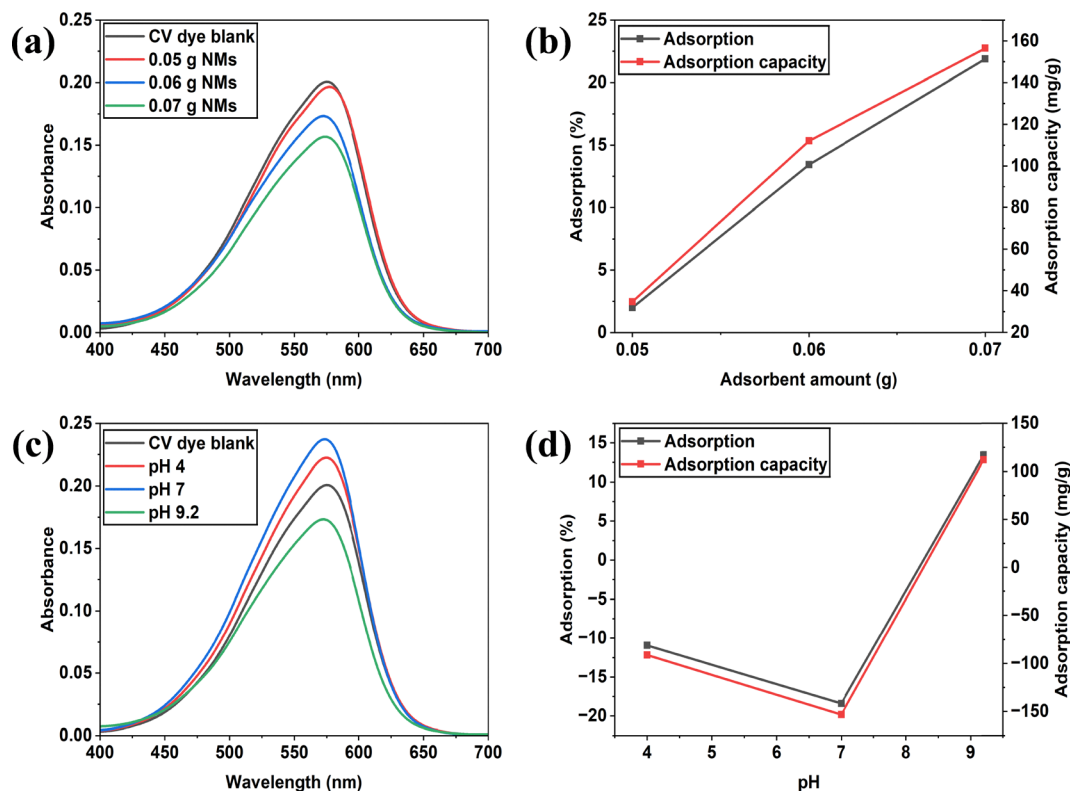 (a)
CV dye blank
0.05 g NMs
0.06 g NMs
0.07 g NMs
0.25
0.20
0.15
0.10
0.05
0.00
Absorbance
400 450 500 550 600 650 700
Wavelength (nm)
(b)
Adsorption
Adsorption capacity
25
20
15
10
5
0
Adsorption (%)
160
140
120
100
80
60
40
20
Adsorption capacity (mg/g)
0.05 0.06 0.07
Adsorbent amount (g)
(c)
CV dye blank
pH 4
pH 7
pH 9.2
0.25
0.20
0.15
0.10
0.05
0.00
Absorbance
400 450 500 550 600 650 700
Wavelength (nm)
(d)
Adsorption
Adsorption capacity
15
10
5
0
−5
−10
−15
−20
Adsorption (%)
150
100
50
0
−50
−100
−150
Adsorption capacity (mg/g)
4 5 6 7 8 9
pH